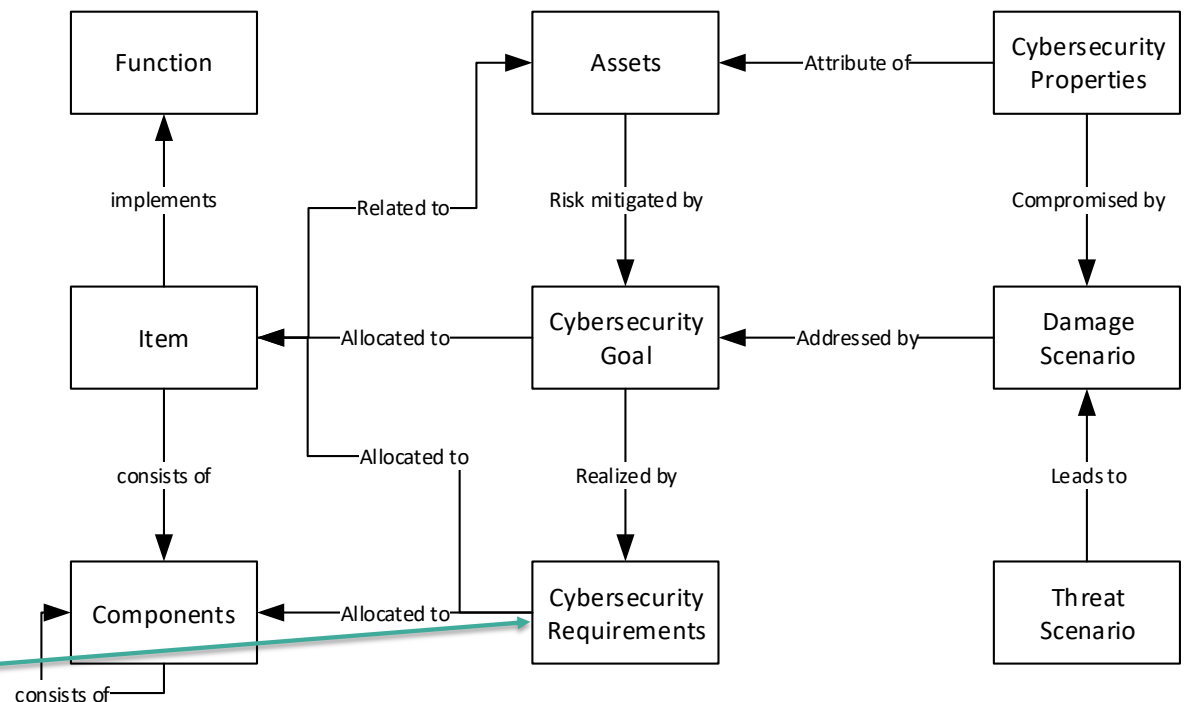 Function
Assets
Cybersecurity
Properties
Attribute of
implements
Related to
Risk mitigated by
Compromised by
Item
Allocated to
Cybersecurity
Goal
Addressed by
Damage
Scenario
consists of
Allocated to
Realized by
Leads to
Components
Allocated to
Cybersecurity
Requirements
Threat
Scenario
consists of